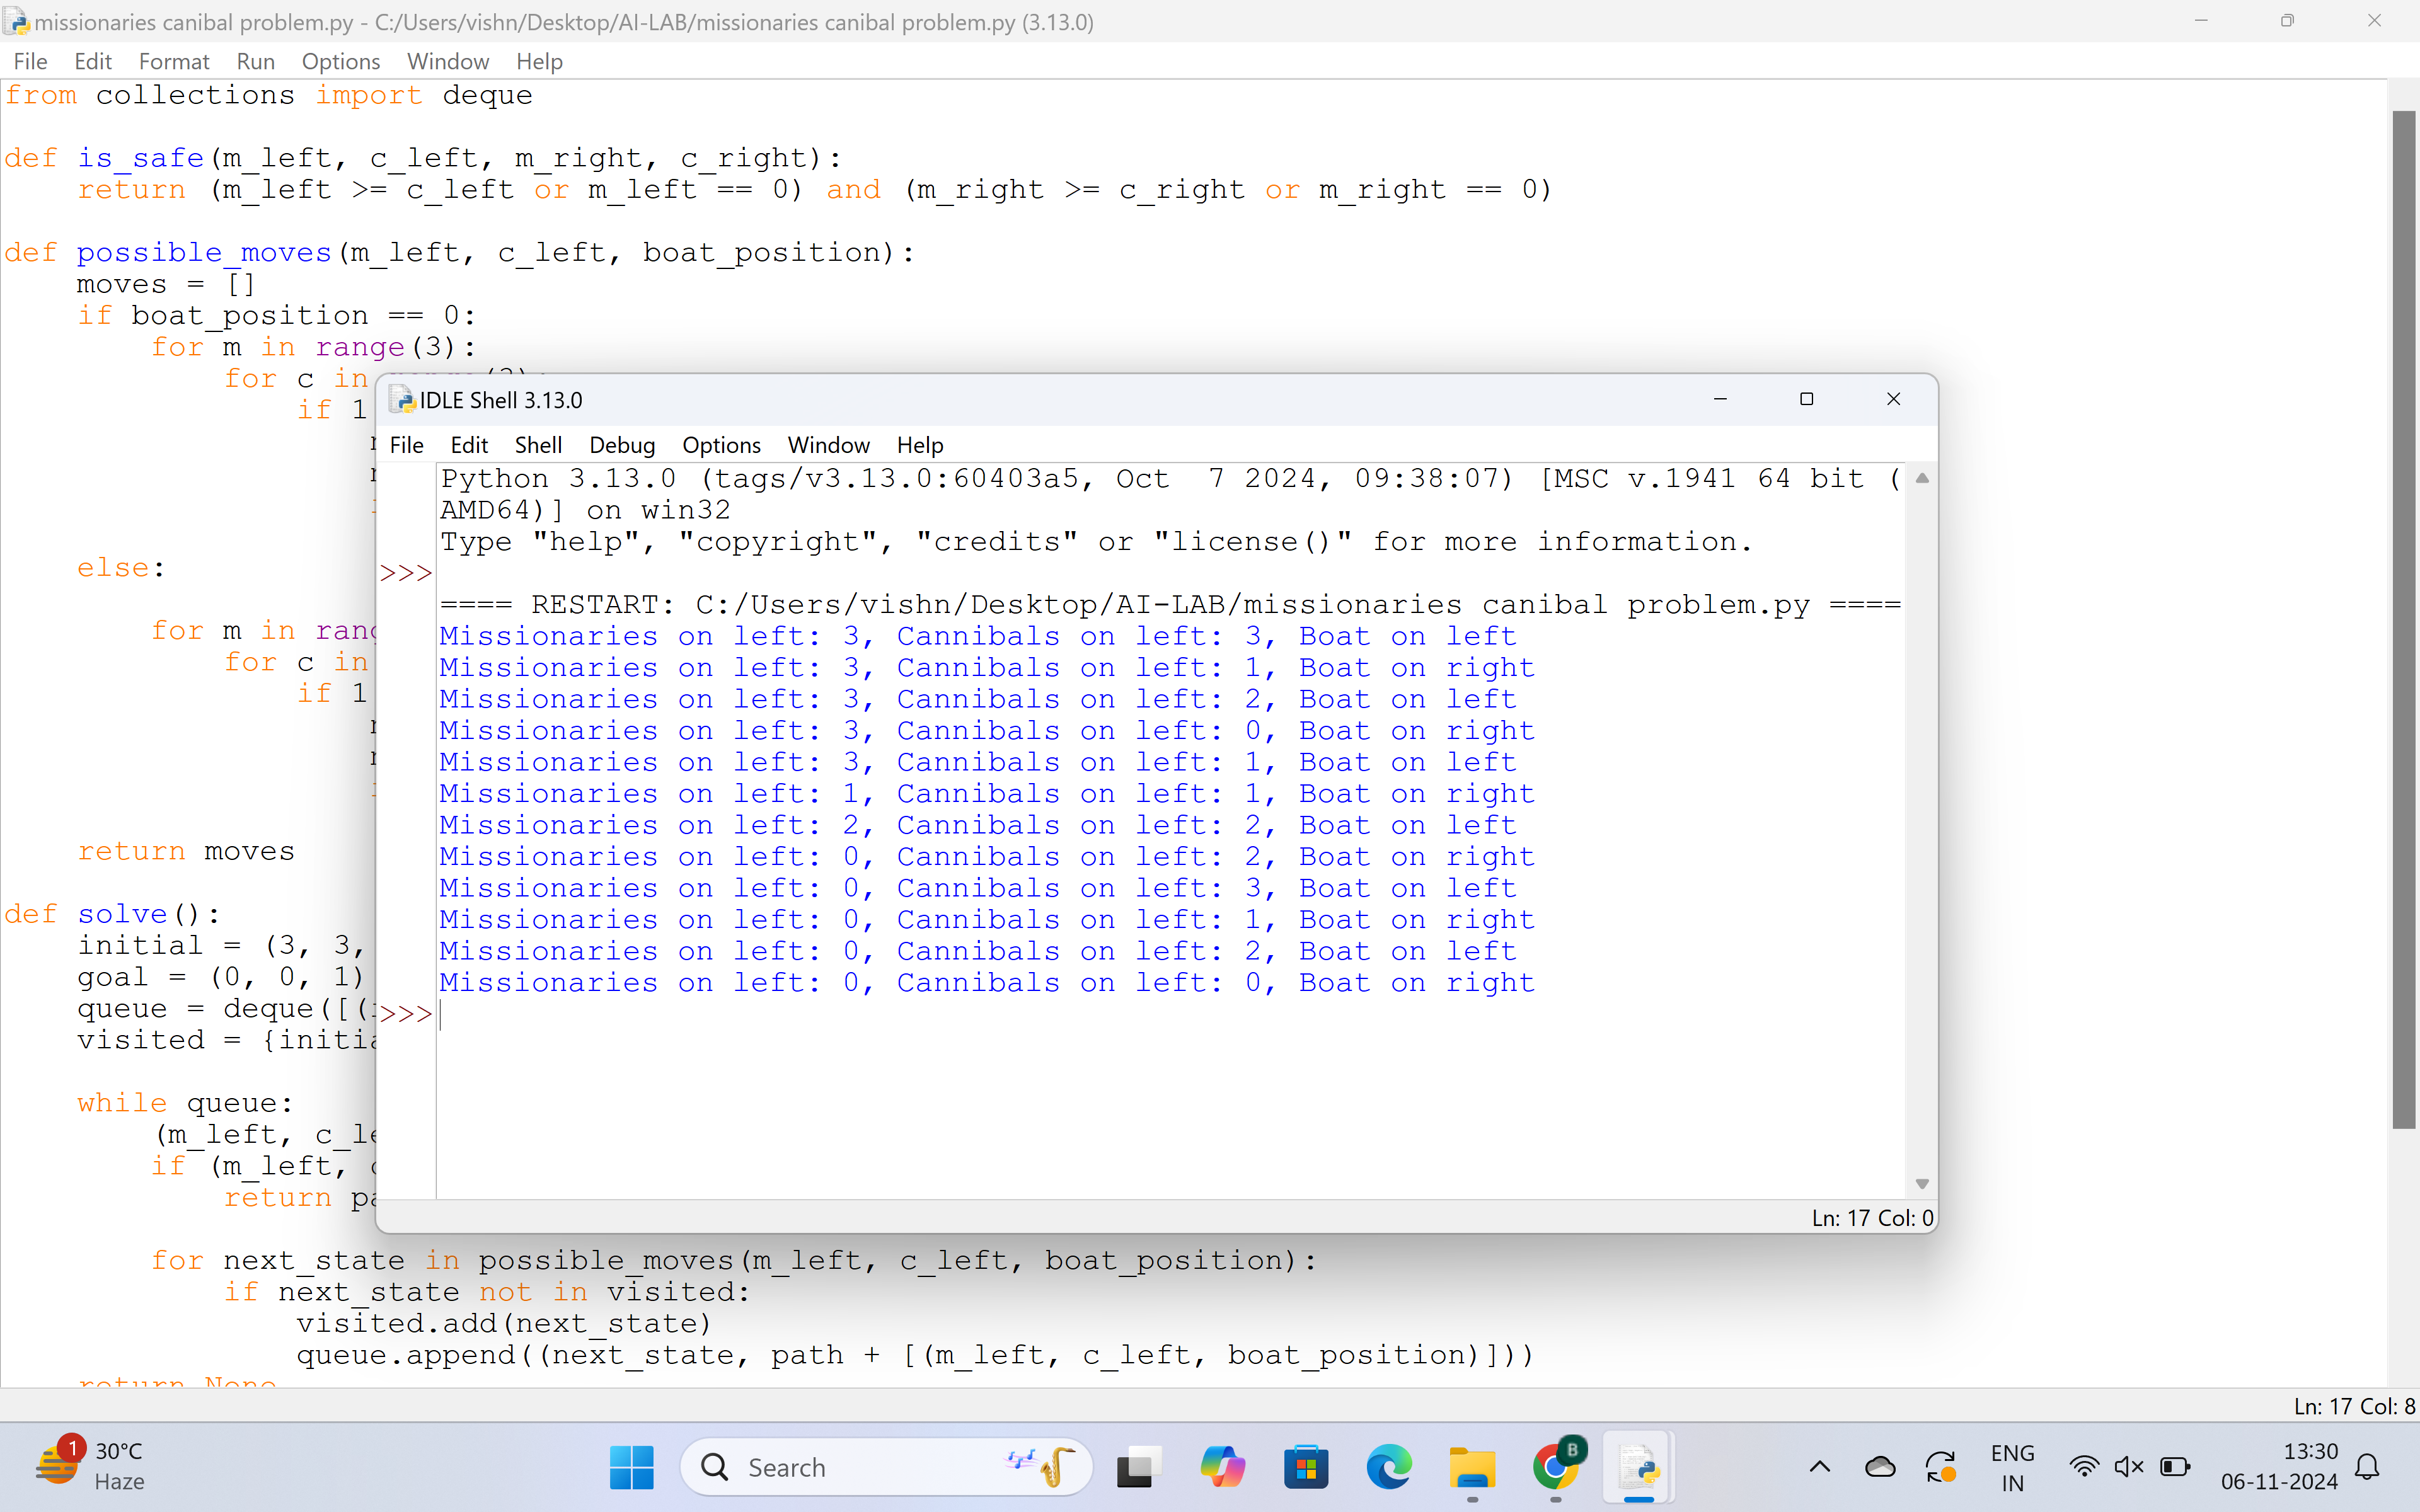 missionaries canibal problem.py - C:/Users/vishn/Desktop/AI-LAB/missionaries canibal problem.py (3.13.0)
File Edit Format Run Options Window Help
from collections import deque
def is_safe(m_left, c_left, m_right, c_right):
return (m_left >= c_left or m_left == 0) and (m_right >= c_right or m_right == 0)
def possible_moves(m_left, c_left, boat_position):
moves = []
if boat_position == 0:
for m in range(3):
for c in
if 1
else:
for m in rang
for c in
if 1
return moves
def solve():
initial = (3, 3,
goal = (0, 0, 1)
queue = deque([(
visited = {initia
while queue:
(m_left, c_le
if (m_left, c
return pa
for next_state in possible_moves(m_left, c_left, boat_position):
if next_state not in visited:
visited.add(next_state)
queue.append((next_state, path + [(m_left, c_left, boat_position)]))
return None
Ln: 17 Col: 8
IDLE Shell 3.13.0
File Edit Shell Debug Options Window Help
Python 3.13.0 (tags/v3.13.0:60403a5, Oct  7 2024, 09:38:07) [MSC v.1941 64 bit (
AMD64)] on win32
Type "help", "copyright", "credits" or "license()" for more information.
>>>
==== RESTART: C:/Users/vishn/Desktop/AI-LAB/missionaries canibal problem.py ====
Missionaries on left: 3, Cannibals on left: 3, Boat on left
Missionaries on left: 3, Cannibals on left: 1, Boat on right
Missionaries on left: 3, Cannibals on left: 2, Boat on left
Missionaries on left: 3, Cannibals on left: 0, Boat on right
Missionaries on left: 3, Cannibals on left: 1, Boat on left
Missionaries on left: 1, Cannibals on left: 1, Boat on right
Missionaries on left: 2, Cannibals on left: 2, Boat on left
Missionaries on left: 0, Cannibals on left: 2, Boat on right
Missionaries on left: 0, Cannibals on left: 3, Boat on left
Missionaries on left: 0, Cannibals on left: 1, Boat on right
Missionaries on left: 0, Cannibals on left: 2, Boat on left
Missionaries on left: 0, Cannibals on left: 0, Boat on right
>>>
Ln: 17 Col: 0
1
30°C
Haze
Search
B
ENG
IN
13:30
06-11-2024